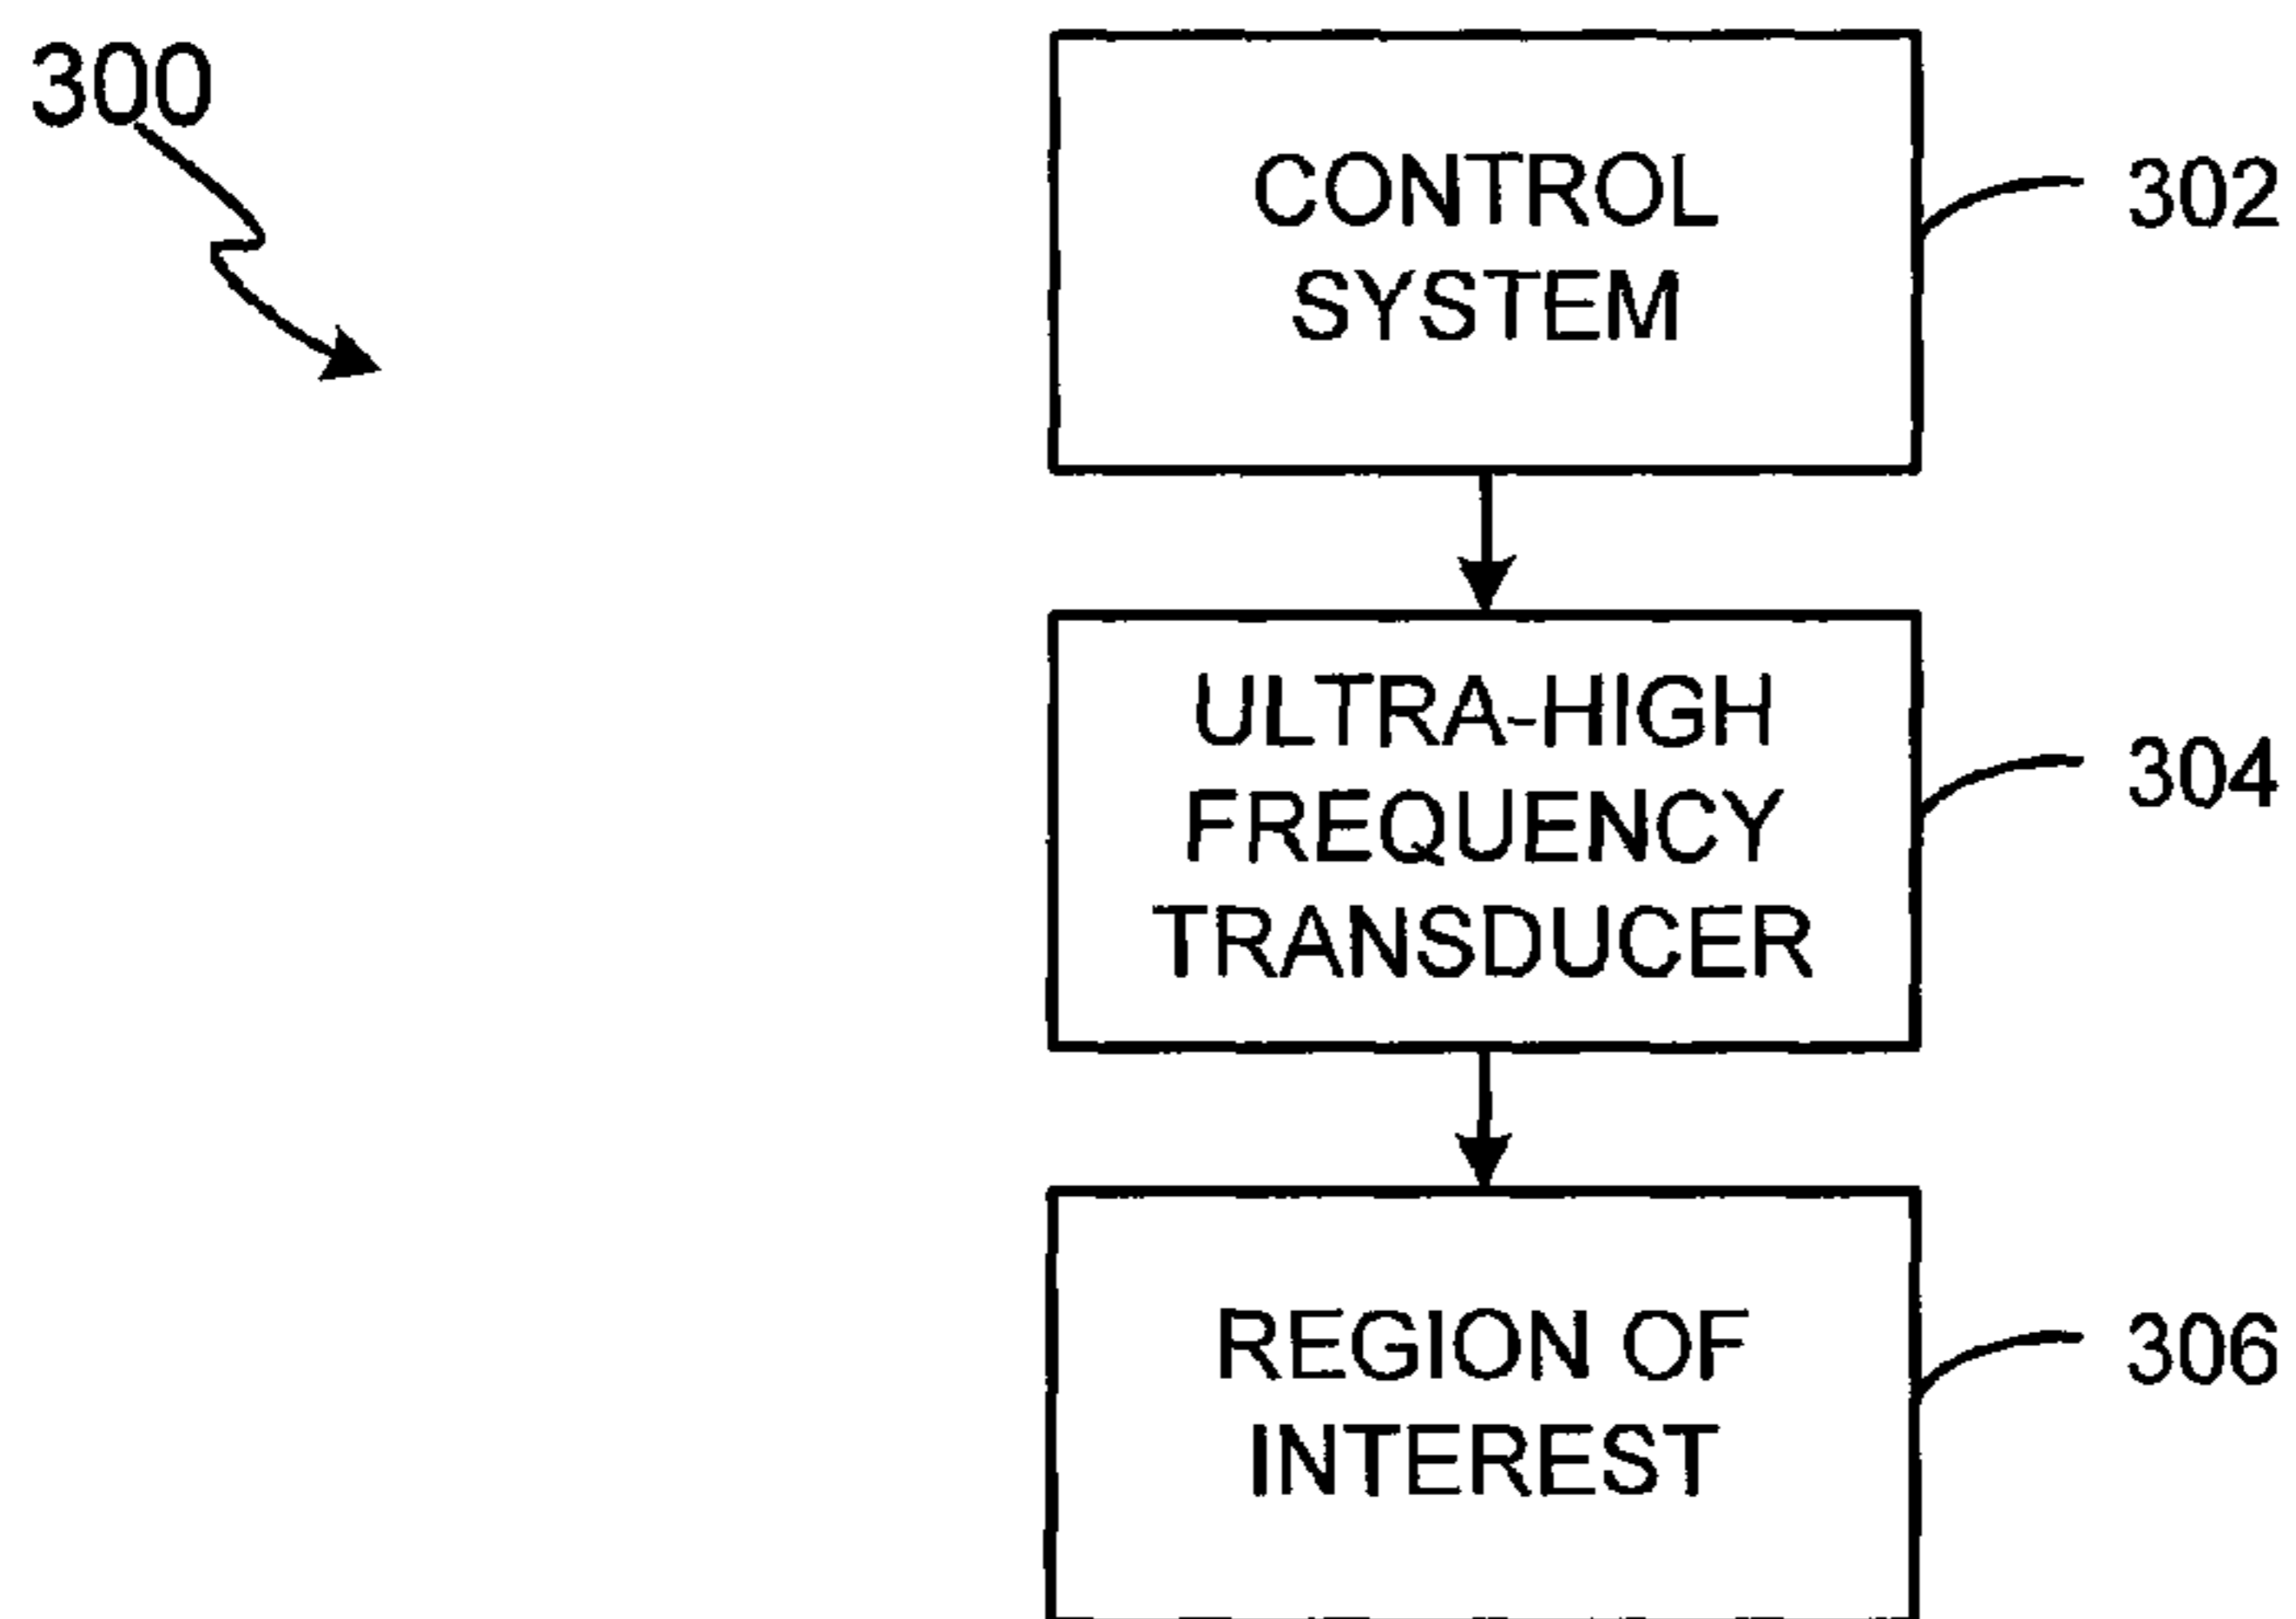 300
CONTROL
SYSTEM
302
ULTRA-HIGH
FREQUENCY
TRANSDUCER
304
REGION OF
INTEREST
306